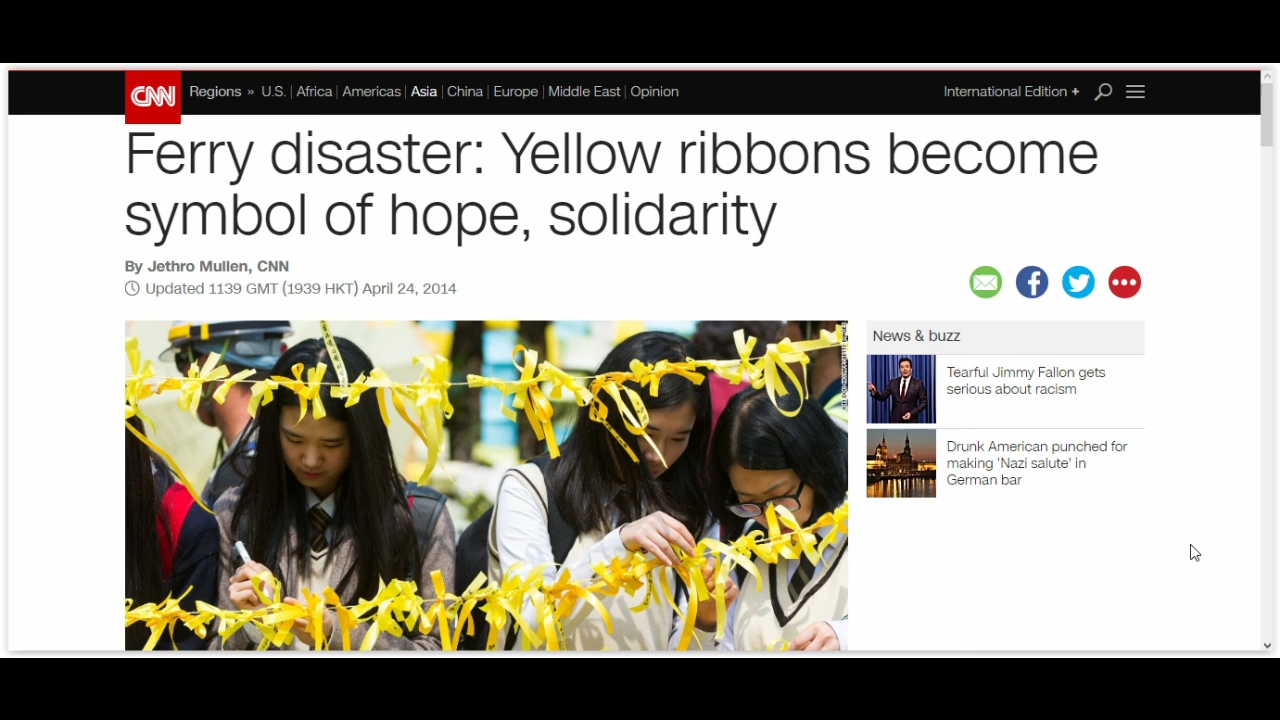 CNN
Regions » U.S. | Africa | Americas | Asia | China | Europe | Middle East | Opinion
International Edition +
Ferry disaster: Yellow ribbons become
symbol of hope, solidarity
By Jethro Mullen, CNN
Updated 1139 GMT (1939 HKT) April 24, 2014
News & buzz
Tearful Jimmy Fallon gets
serious about racism
Drunk American punched for
making 'Nazi salute' in
German bar